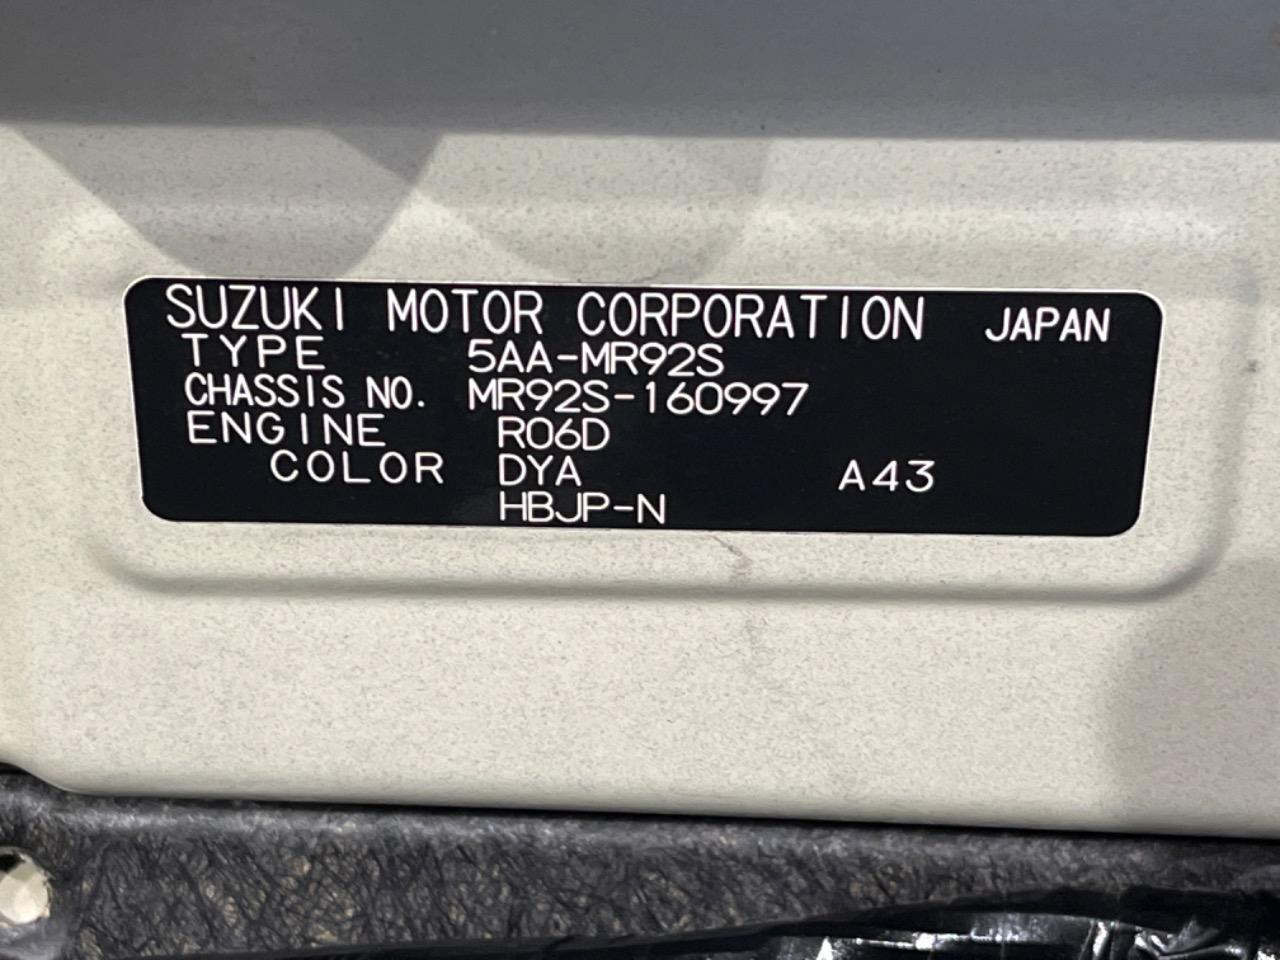 SUZUKI MOTOR CORPORATION JAPAN
TYPE 5AA-MR92S
CHASSIS NO. MR92S-160997
ENGINE R06D
COLOR DYA A43
HBJP-N